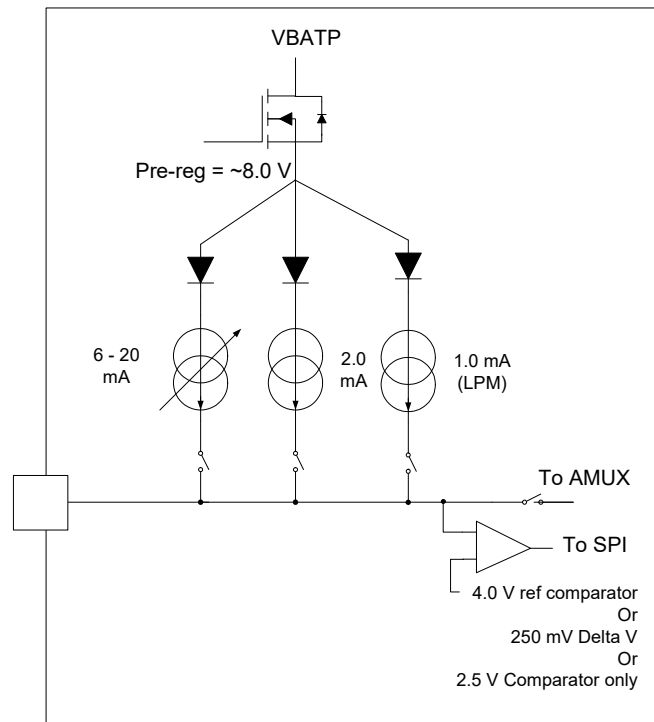 VBATP
Pre-reg = ~8.0 V
6 - 20
mA
2.0
mA
1.0 mA
(LPM)
To AMUX
To SPI
4.0 V ref comparator
Or
250 mV Delta V
Or
2.5 V Comparator only